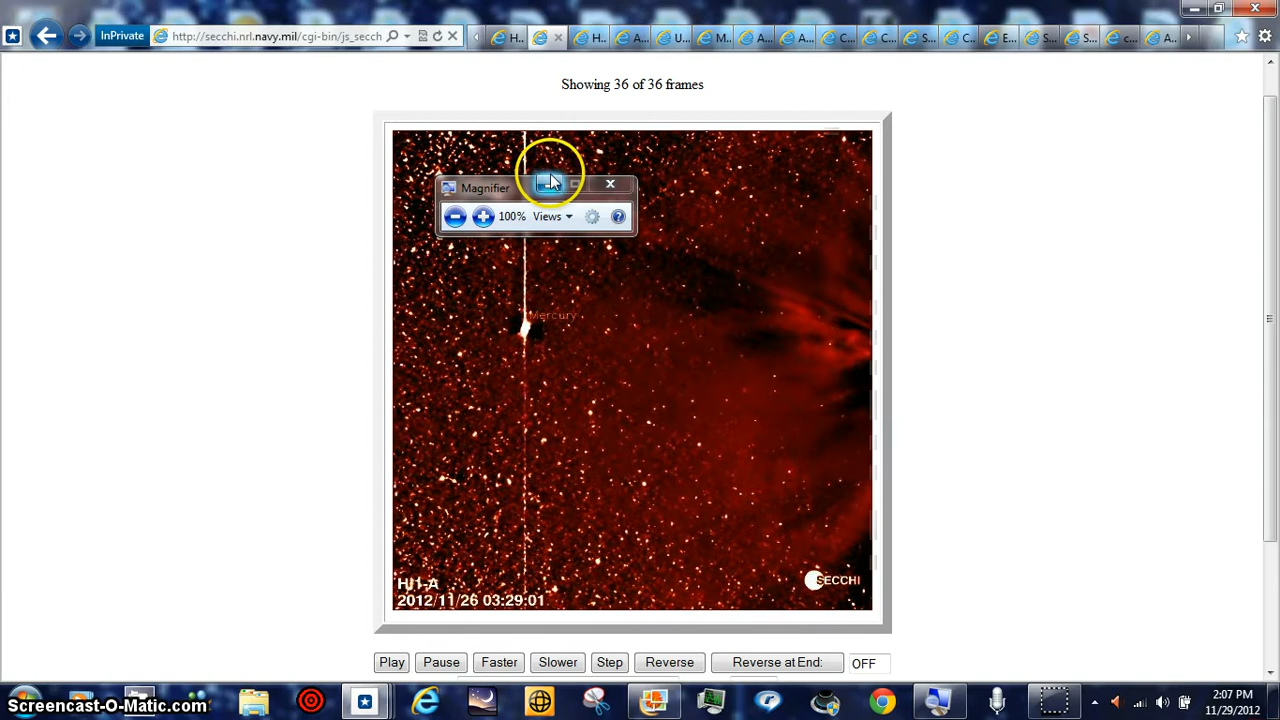 InPrivate
http://secchi.nrl.navy.mil/cgi-bin/js_secch
H..
H..
A...
U...
M..
A...
A...
C...
C...
S...
C...
E...
S...
S...
c...
A..
Showing 36 of 36 frames
Magnifier
100% Views
Mercury
HI1-A
2012/11/26 03:29:01
SECCHI
Play
Pause
Faster
Slower
Step
Reverse
Reverse at End:
OFF
Screencast-O-Matic.com
2:07 PM
11/29/2012